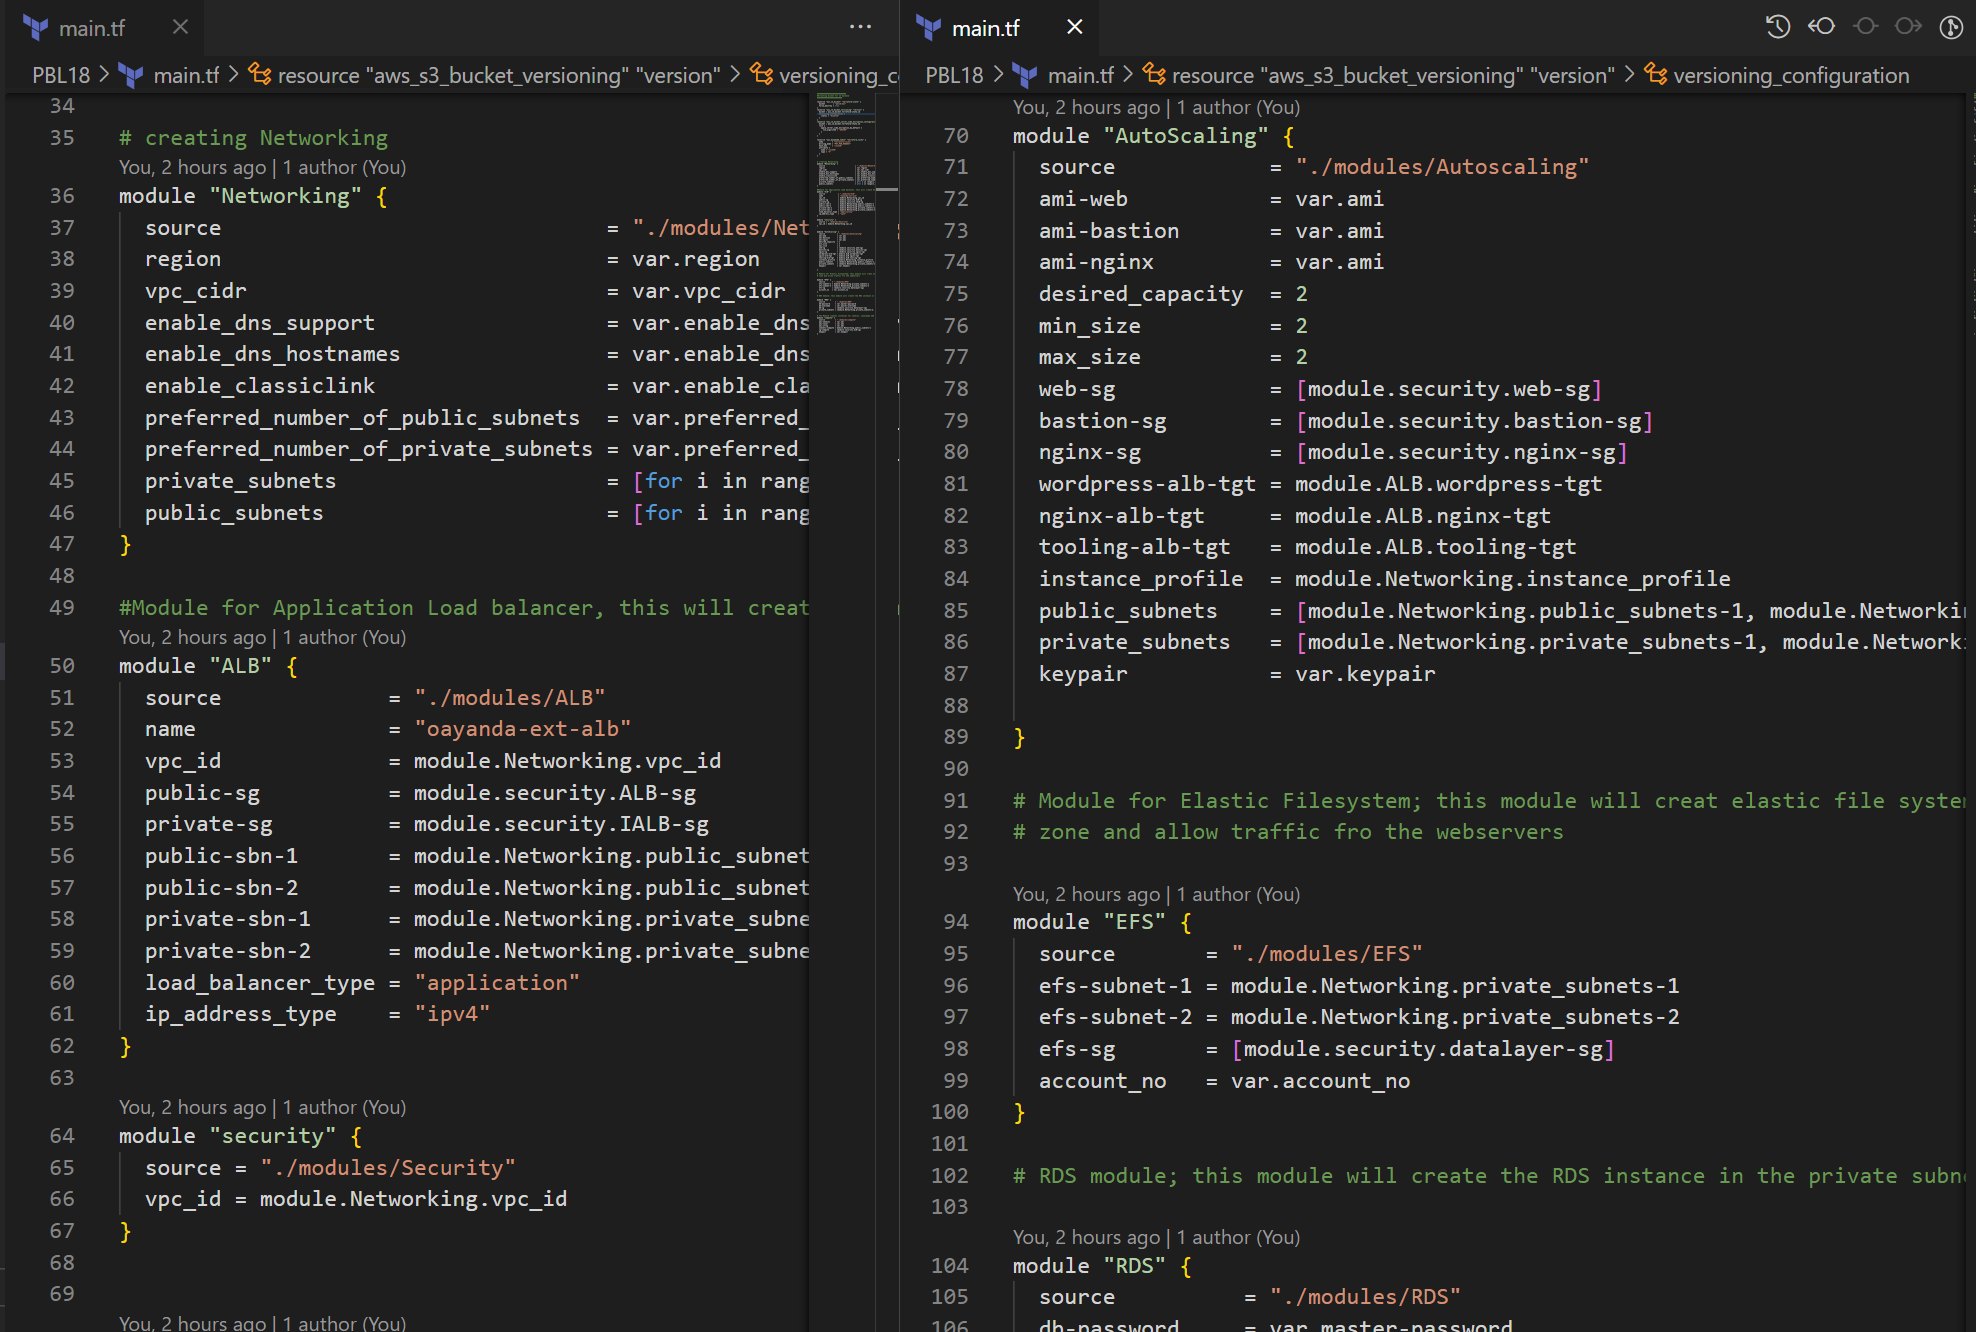 main.tf
PBL18 > main.tf > resource "aws_s3_bucket_versioning" "version" > versioning_c
34
35 # creating Networking
You, 2 hours ago | 1 author (You)
36 module "Networking" {
37 source = "./modules/Net
38 region = var.region
39 vpc_cidr = var.vpc_cidr
40 enable_dns_support = var.enable_dns
41 enable_dns_hostnames = var.enable_dns
42 enable_classiclink = var.enable_cla
43 preferred_number_of_public_subnets = var.preferred_
44 preferred_number_of_private_subnets = var.preferred_
45 private_subnets = [for i in rang
46 public_subnets = [for i in rang
47 }
48
49 #Module for Application Load balancer, this will creat
You, 2 hours ago | 1 author (You)
50 module "ALB" {
51 source = "./modules/ALB"
52 name = "oayanda-ext-alb"
53 vpc_id = module.Networking.vpc_id
54 public-sg = module.security.ALB-sg
55 private-sg = module.security.IALB-sg
56 public-sbn-1 = module.Networking.public_subnet
57 public-sbn-2 = module.Networking.public_subnet
58 private-sbn-1 = module.Networking.private_subne
59 private-sbn-2 = module.Networking.private_subne
60 load_balancer_type = "application"
61 ip_address_type = "ipv4"
62 }
63
You, 2 hours ago | 1 author (You)
64 module "security" {
65 source = "./modules/Security"
66 vpc_id = module.Networking.vpc_id
67 }
68
69
You, 2 hours ago | 1 author (You)
main.tf
PBL18 > main.tf > resource "aws_s3_bucket_versioning" "version" > versioning_configuration
You, 2 hours ago | 1 author (You)
70 module "AutoScaling" {
71 source = "./modules/Autoscaling"
72 ami-web = var.ami
73 ami-bastion = var.ami
74 ami-nginx = var.ami
75 desired_capacity = 2
76 min_size = 2
77 max_size = 2
78 web-sg = [module.security.web-sg]
79 bastion-sg = [module.security.bastion-sg]
80 nginx-sg = [module.security.nginx-sg]
81 wordpress-alb-tgt = module.ALB.wordpress-tgt
82 nginx-alb-tgt = module.ALB.nginx-tgt
83 tooling-alb-tgt = module.ALB.tooling-tgt
84 instance_profile = module.Networking.instance_profile
85 public_subnets = [module.Networking.public_subnets-1, module.Networki
86 private_subnets = [module.Networking.private_subnets-1, module.Network
87 keypair = var.keypair
88
89 }
90
91 # Module for Elastic Filesystem; this module will creat elastic file system
92 # zone and allow traffic fro the webservers
93
You, 2 hours ago | 1 author (You)
94 module "EFS" {
95 source = "./modules/EFS"
96 efs-subnet-1 = module.Networking.private_subnets-1
97 efs-subnet-2 = module.Networking.private_subnets-2
98 efs-sg = [module.security.datalayer-sg]
99 account_no = var.account_no
100 }
101
102 # RDS module; this module will create the RDS instance in the private subn
103
You, 2 hours ago | 1 author (You)
104 module "RDS" {
105 source = "./modules/RDS"
106 db-password = var.master-password